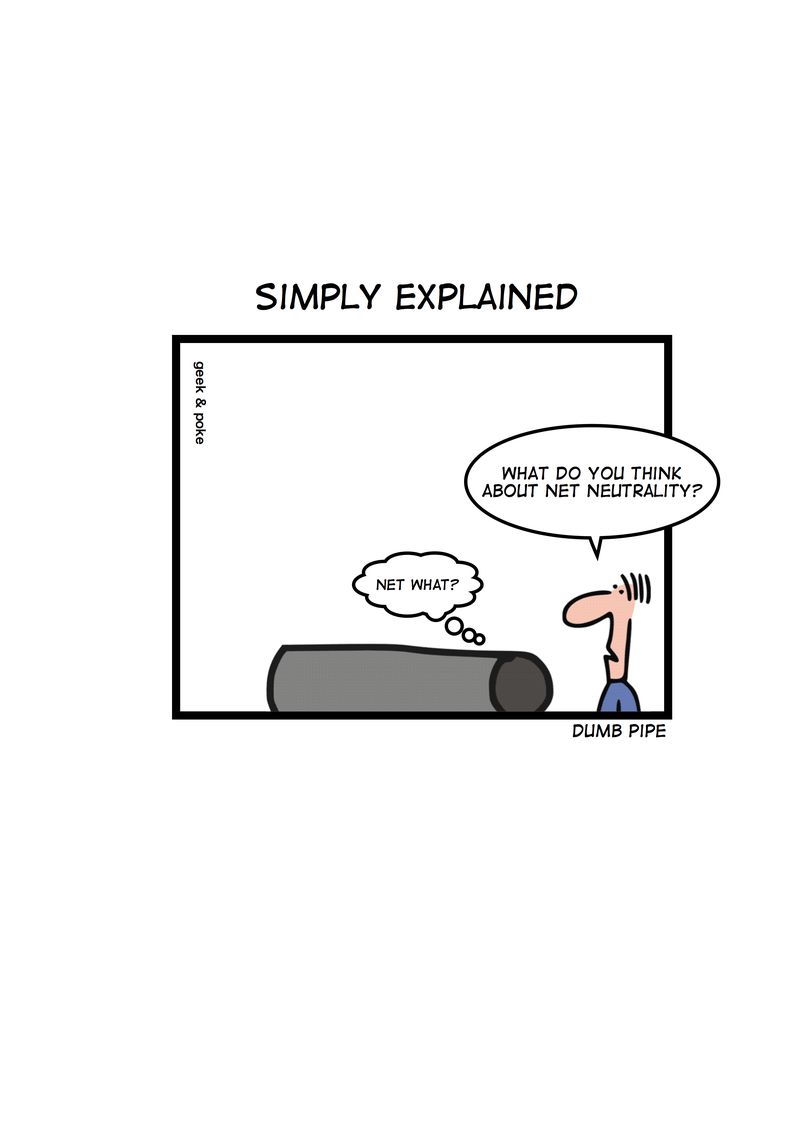 SIMPLY EXPLAINED
geek & poke
WHAT DO YOU THINK
ABOUT NET NEUTRALITY?
NET WHAT?
DUMB PIPE